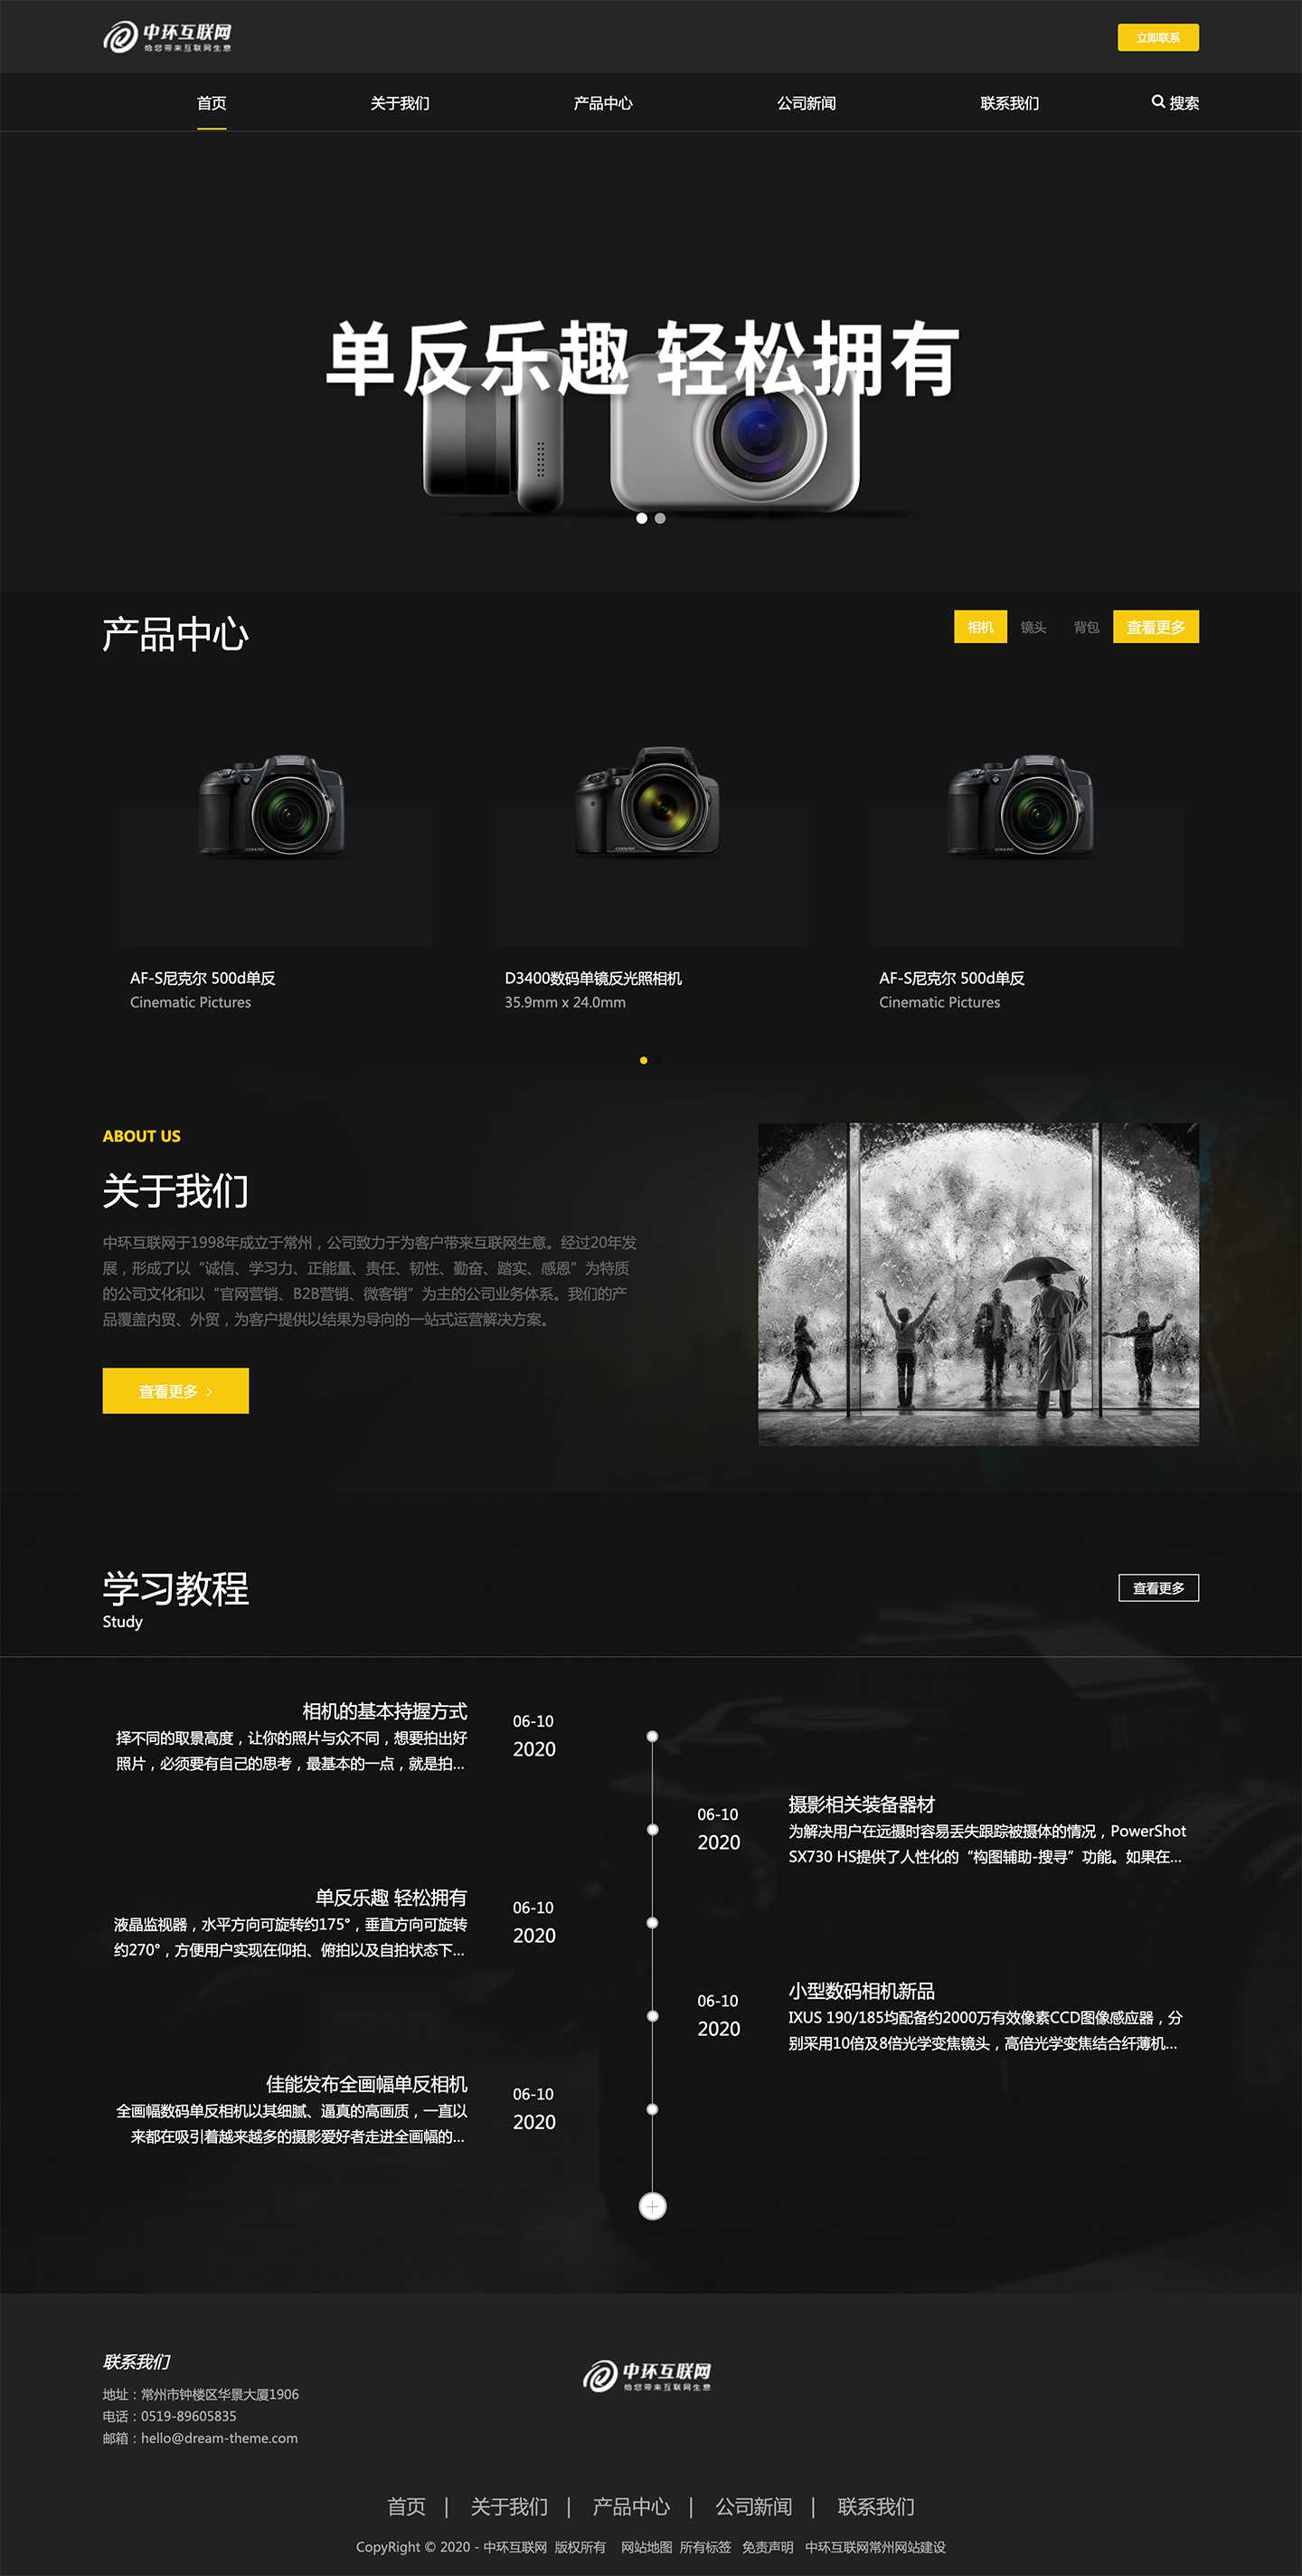 中环互联网
给您带来互联网生意
立即联系
首页 关于我们 产品中心 公司新闻 联系我们 搜索
单反乐趣 轻松拥有
产品中心
相机 镜头 背包 查看更多
AF-S尼克尔 500d单反
Cinematic Pictures
D3400数码单镜反光照相机
35.9mm x 24.0mm
AF-S尼克尔 500d单反
Cinematic Pictures
ABOUT US
关于我们
中环互联网于1998年成立于常州，公司致力于为客户带来互联网生意。经过20年发
展，形成了以“诚信、学习力、正能量、责任、韧性、勤奋、踏实、感恩”为特质
的公司文化和以“官网营销、B2B营销、微客销”为主的公司业务体系。我们的产
品覆盖内贸、外贸，为客户提供以结果为导向的一站式运营解决方案。
查看更多 >
学习教程
Study
查看更多
相机的基本持握方式
择不同的取景高度，让你的照片与众不同，想要拍出好
照片，必须要有自己的思考，最基本的一点，就是拍...
06-10
2020
06-10
2020
摄影相关装备器材
为解决用户在远摄时容易丢失跟踪被摄体的情况，PowerShot
SX730 HS提供了人性化的“构图辅助-搜寻”功能。如果在...
单反乐趣 轻松拥有
液晶监视器，水平方向可旋转约175°，垂直方向可旋转
约270°，方便用户实现在仰拍、俯拍以及自拍状态下...
06-10
2020
06-10
2020
小型数码相机新品
IXUS 190/185均配备约2000万有效像素CCD图像感应器，分
别采用10倍及8倍光学变焦镜头，高倍光学变焦结合纤薄机...
佳能发布全画幅单反相机
全画幅数码单反相机以其细腻、逼真的高画质，一直以
来都在吸引着越来越多的摄影爱好者走进全画幅的...
06-10
2020
联系我们
地址：常州市钟楼区华景大厦1906
电话：0519-89605835
邮箱：hello@dream-theme.com
中环互联网
给您带来互联网生意
首页 | 关于我们 | 产品中心 | 公司新闻 | 联系我们
CopyRight © 2020 - 中环互联网 版权所有 网站地图 所有标签 免责声明 中环互联网常州网站建设